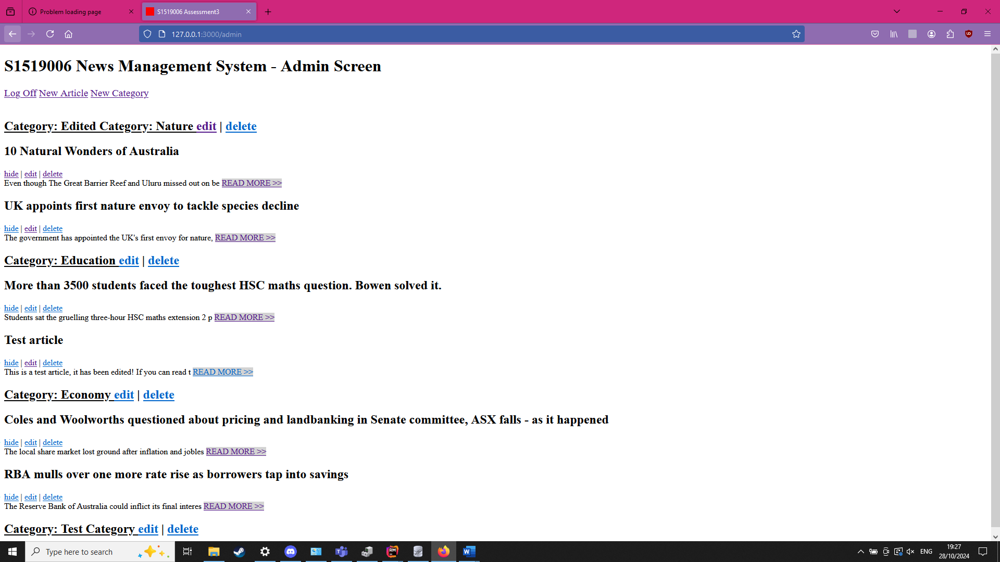 Problem loading page
S1519006 Assessment3
127.0.0.1:3000/admin
S1519006 News Management System - Admin Screen
Log Off New Article New Category
Category: Edited Category: Nature edit | delete
10 Natural Wonders of Australia
hide | edit | delete
Even though The Great Barrier Reef and Uluru missed out on be READ MORE >>
UK appoints first nature envoy to tackle species decline
hide | edit | delete
The government has appointed the UK's first envoy for nature, READ MORE >>
Category: Education edit | delete
More than 3500 students faced the toughest HSC maths question. Bowen solved it.
hide | edit | delete
Students sat the gruelling three-hour HSC maths extension 2 p READ MORE >>
Test article
hide | edit | delete
This is a test article, it has been edited! If you can read t READ MORE >>
Category: Economy edit | delete
Coles and Woolworths questioned about pricing and landbanking in Senate committee, ASX falls - as it happened
hide | edit | delete
The local share market lost ground after inflation and jobles READ MORE >>
RBA mulls over one more rate rise as borrowers tap into savings
hide | edit | delete
The Reserve Bank of Australia could inflict its final interes READ MORE >>
Category: Test Category edit | delete
Type here to search
ENG
19:27
28/10/2024